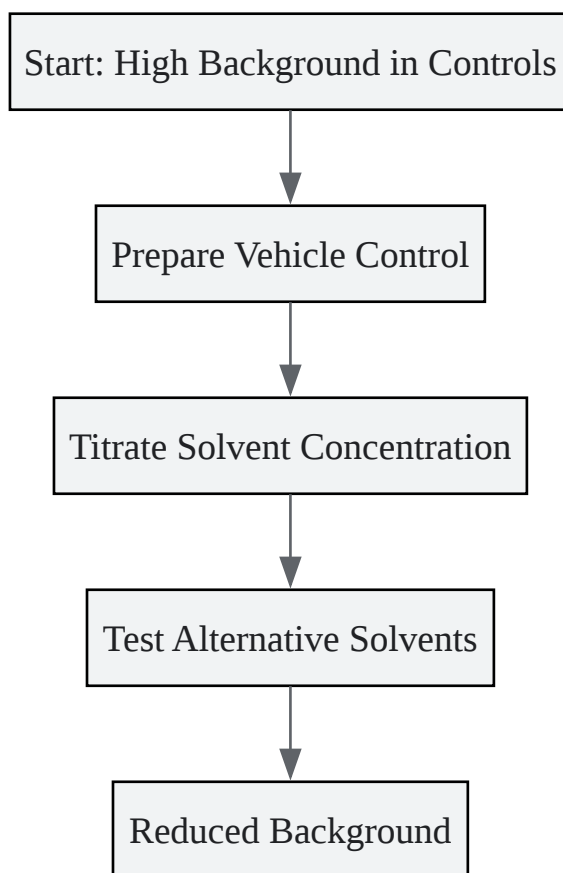 Start: High Background in Controls
Prepare Vehicle Control
Titrate Solvent Concentration
Test Alternative Solvents
Reduced Background